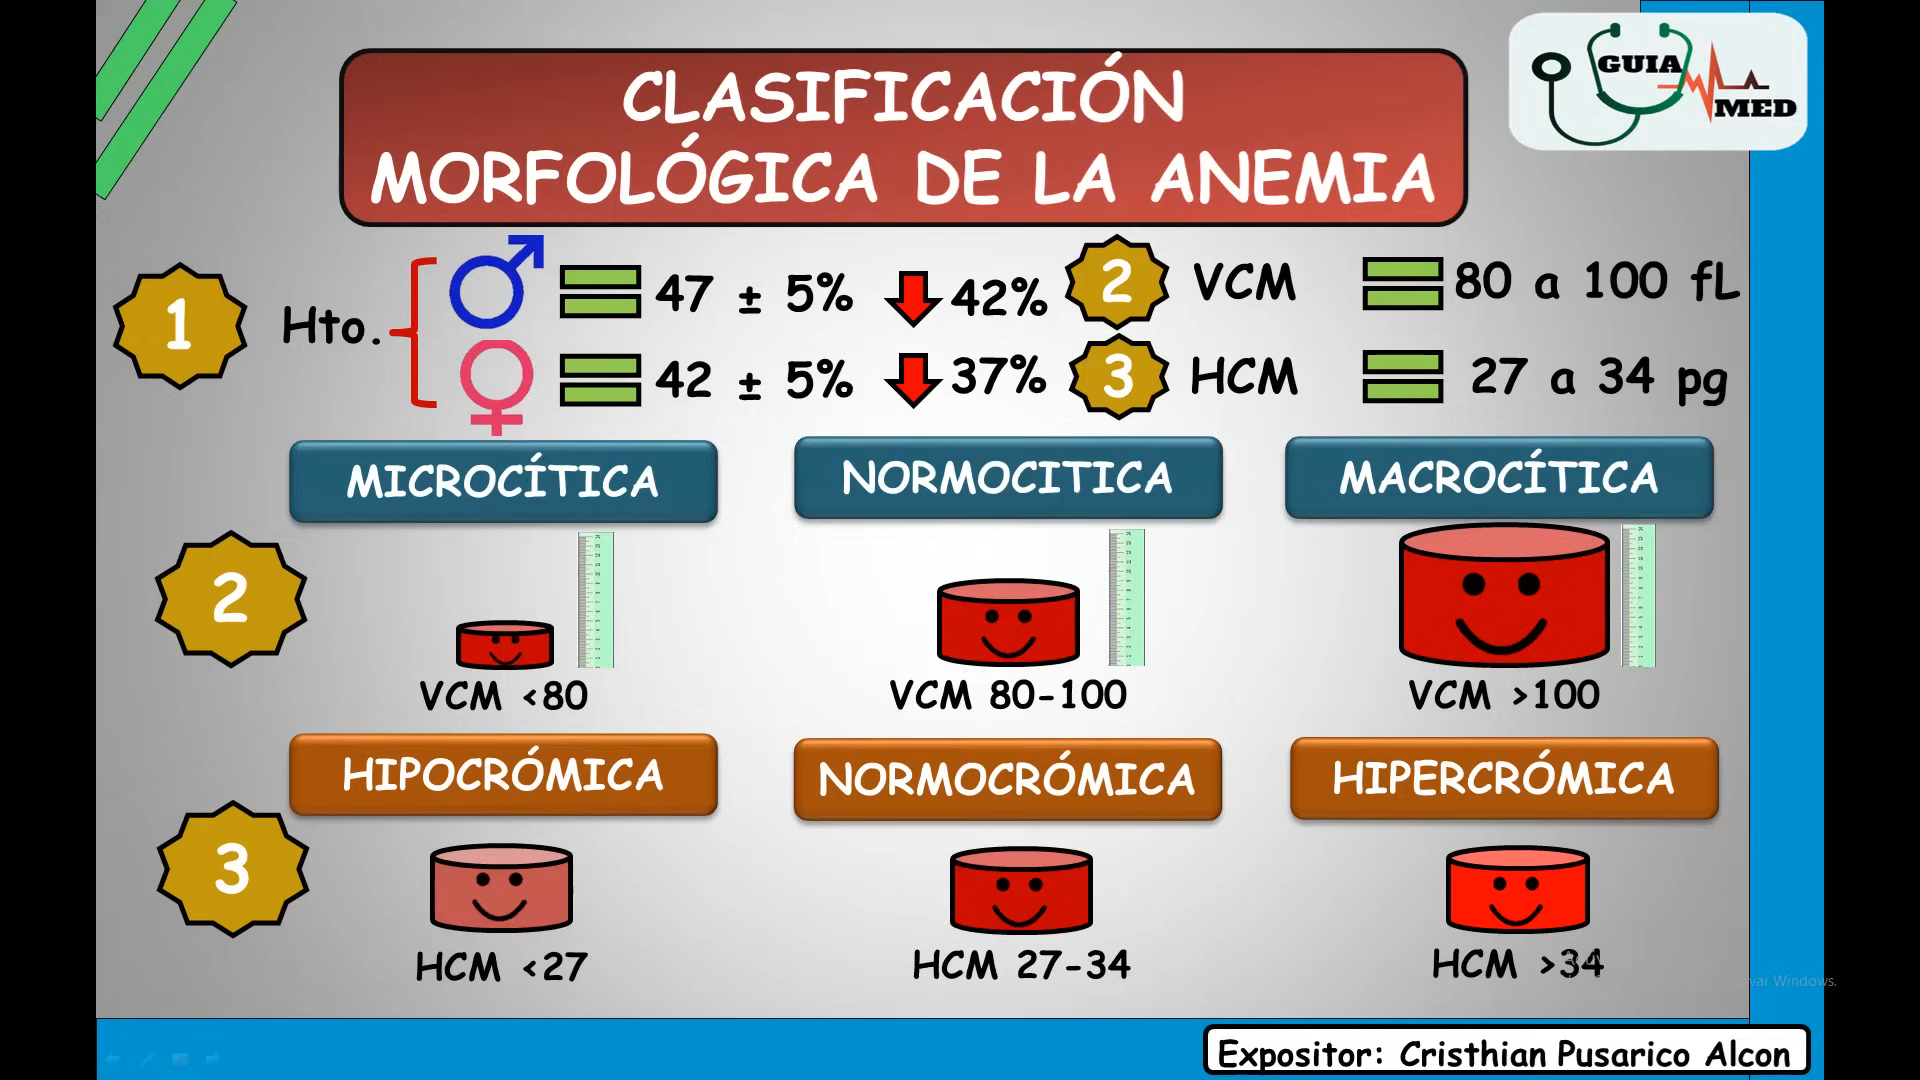 CLASIFICACIÓN
MORFOLÓGICA DE LA ANEMIA
GUIA
MED
1
Hto.
47 ± 5%
42%
42 ± 5%
37%
2
VCM
80 a 100 fL
3
HCM
27 a 34 pg
MICROCÍTICA
NORMOCITICA
MACROCÍTICA
2
VCM <80
VCM 80-100
VCM >100
HIPOCRÓMICA
NORMOCRÓMICA
HIPERCRÓMICA
3
HCM <27
HCM 27-34
HCM >34
var Windows.
Expositor: Cristhian Pusarico Alcon